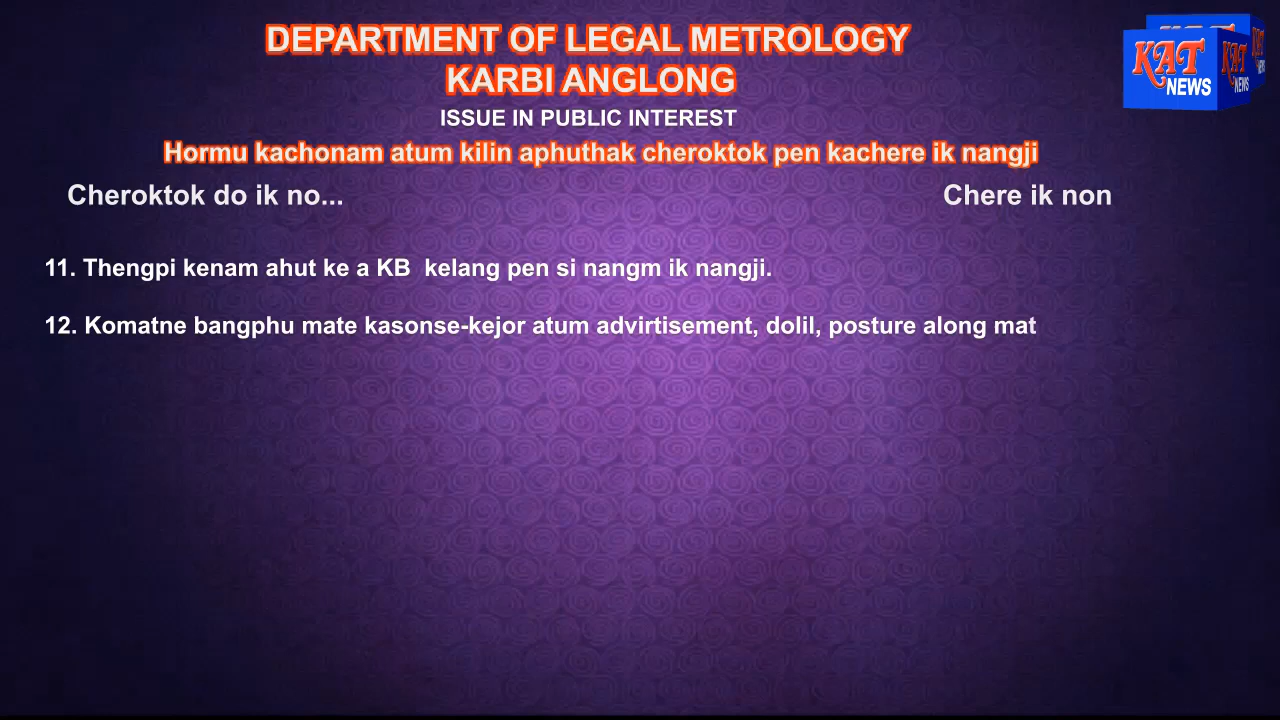 DEPARTMENT OF LEGAL METROLOGY
KARBI ANGLONG
ISSUE IN PUBLIC INTEREST
Hormu kachonam atum kilin aphuthak cheroktok pen kachere ik nangji
Cheroktok do ik no... Chere ik non
11. Thengpi kenam ahut ke a KB kelang pen si nangm ik nangji.
12. Komatne bangphu mate kasonse-kejor atum advirtisement, dolil, posture along mat
KAT
NEWS
KAT
NEWS